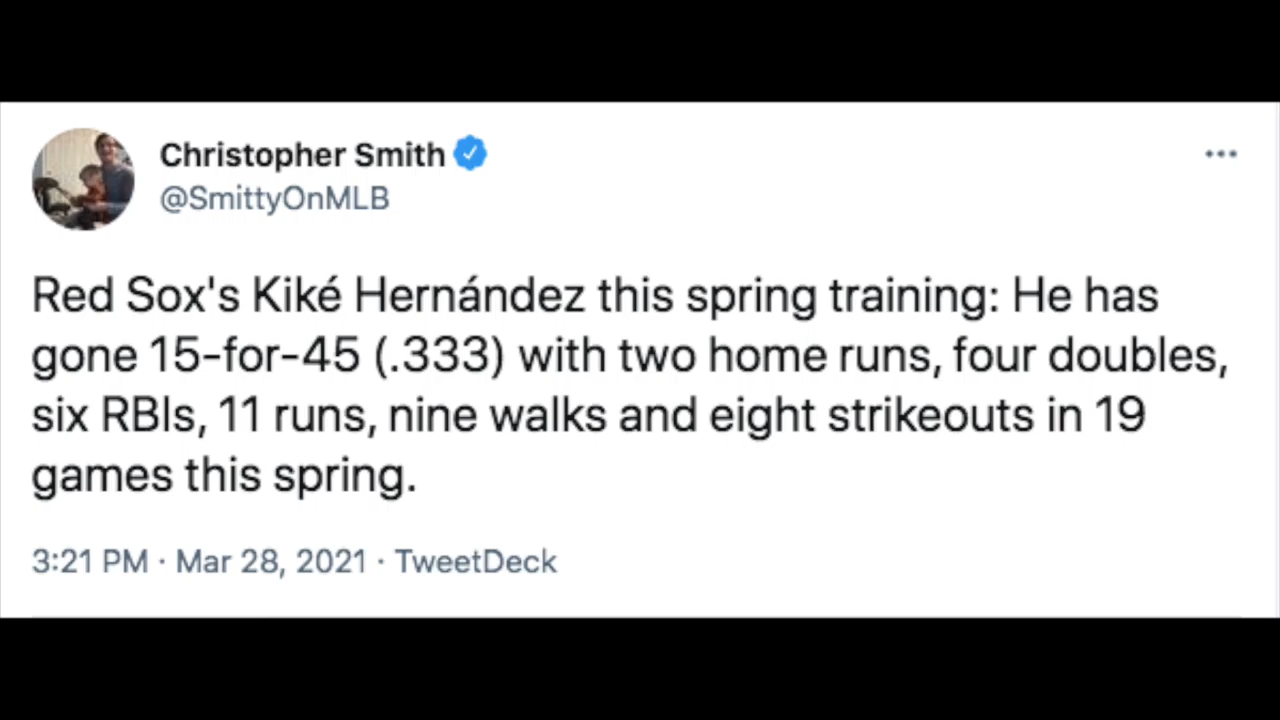 Christopher Smith
@SmittyOnMLB
Red Sox's Kiké Hernández this spring training: He has
gone 15-for-45 (.333) with two home runs, four doubles,
six RBIs, 11 runs, nine walks and eight strikeouts in 19
games this spring.
3:21 PM · Mar 28, 2021 · TweetDeck